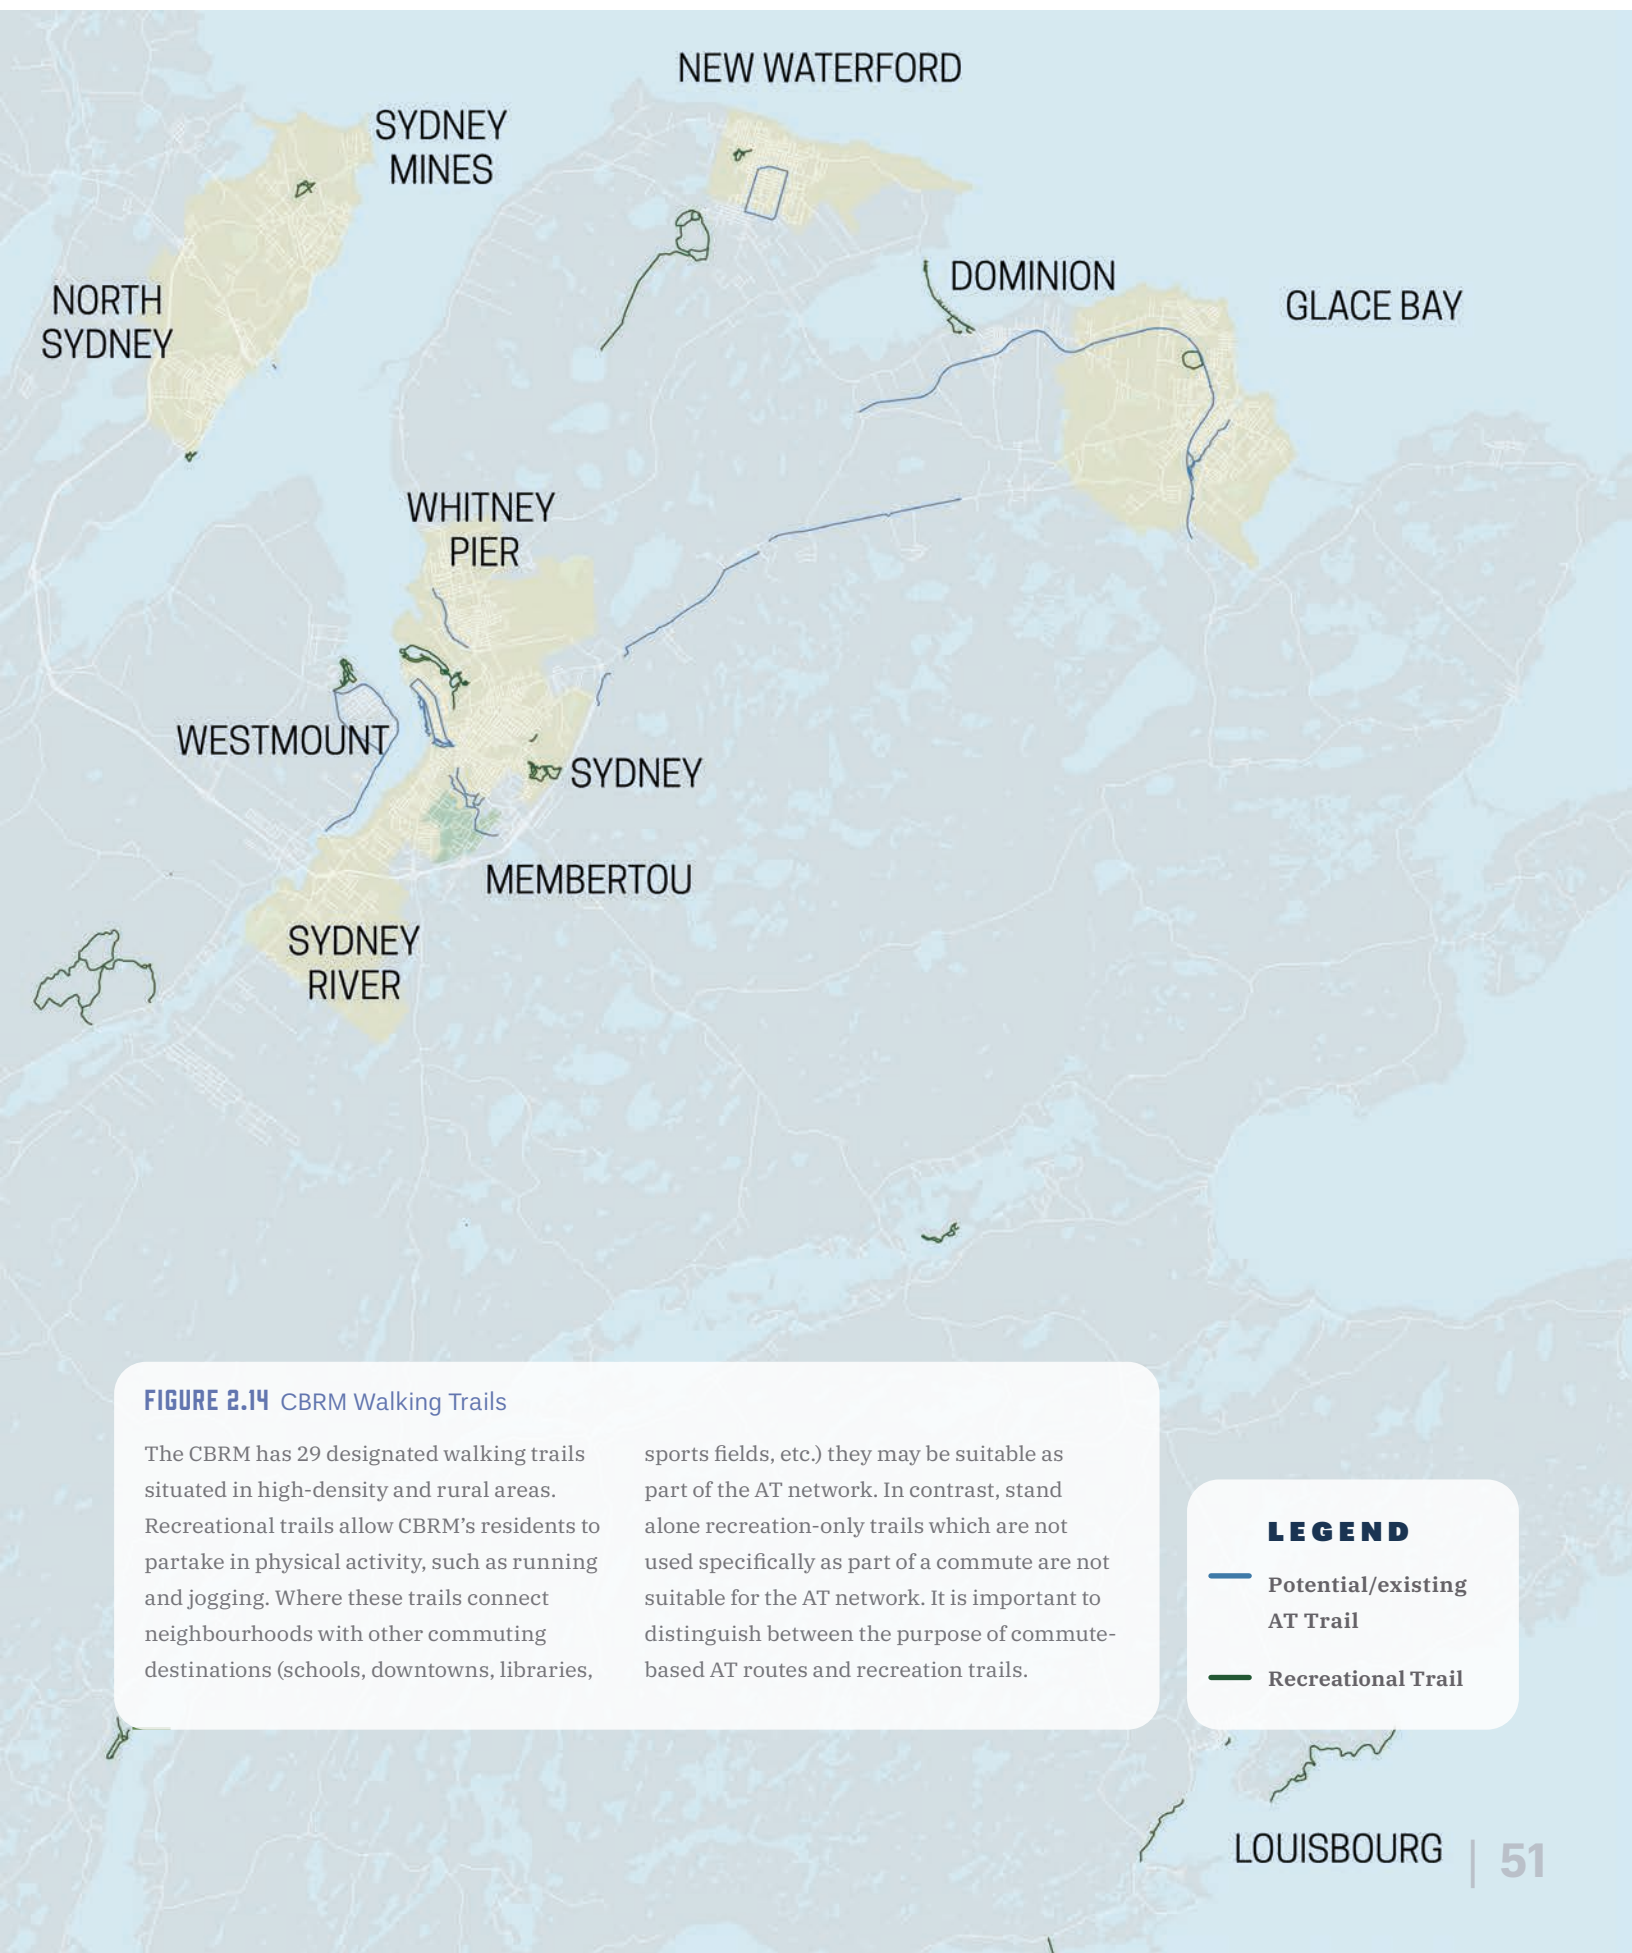 NEW WATERFORD
SYDNEY
MINES
DOMINION
NORTH
SYDNEY
GLACE BAY
WHITNEY
PIER
WESTMOUNT
SYDNEY
MEMBERTOU
SYDNEY
RIVER
FIGURE 2.14 CBRM Walking Trails
The CBRM has 29 designated walking trails
situated in high-density and rural areas.
Recreational trails allow CBRM’s residents to
partake in physical activity, such as running
and jogging. Where these trails connect
neighbourhoods with other commuting
destinations (schools, downtowns, libraries,
sports fields, etc.) they may be suitable as
part of the AT network. In contrast, stand
alone recreation-only trails which are not
used specifically as part of a commute are not
suitable for the AT network. It is important to
distinguish between the purpose of commute-
based AT routes and recreation trails.
LEGEND
Potential/existing
AT Trail
Recreational Trail
LOUISBOURG
| 51